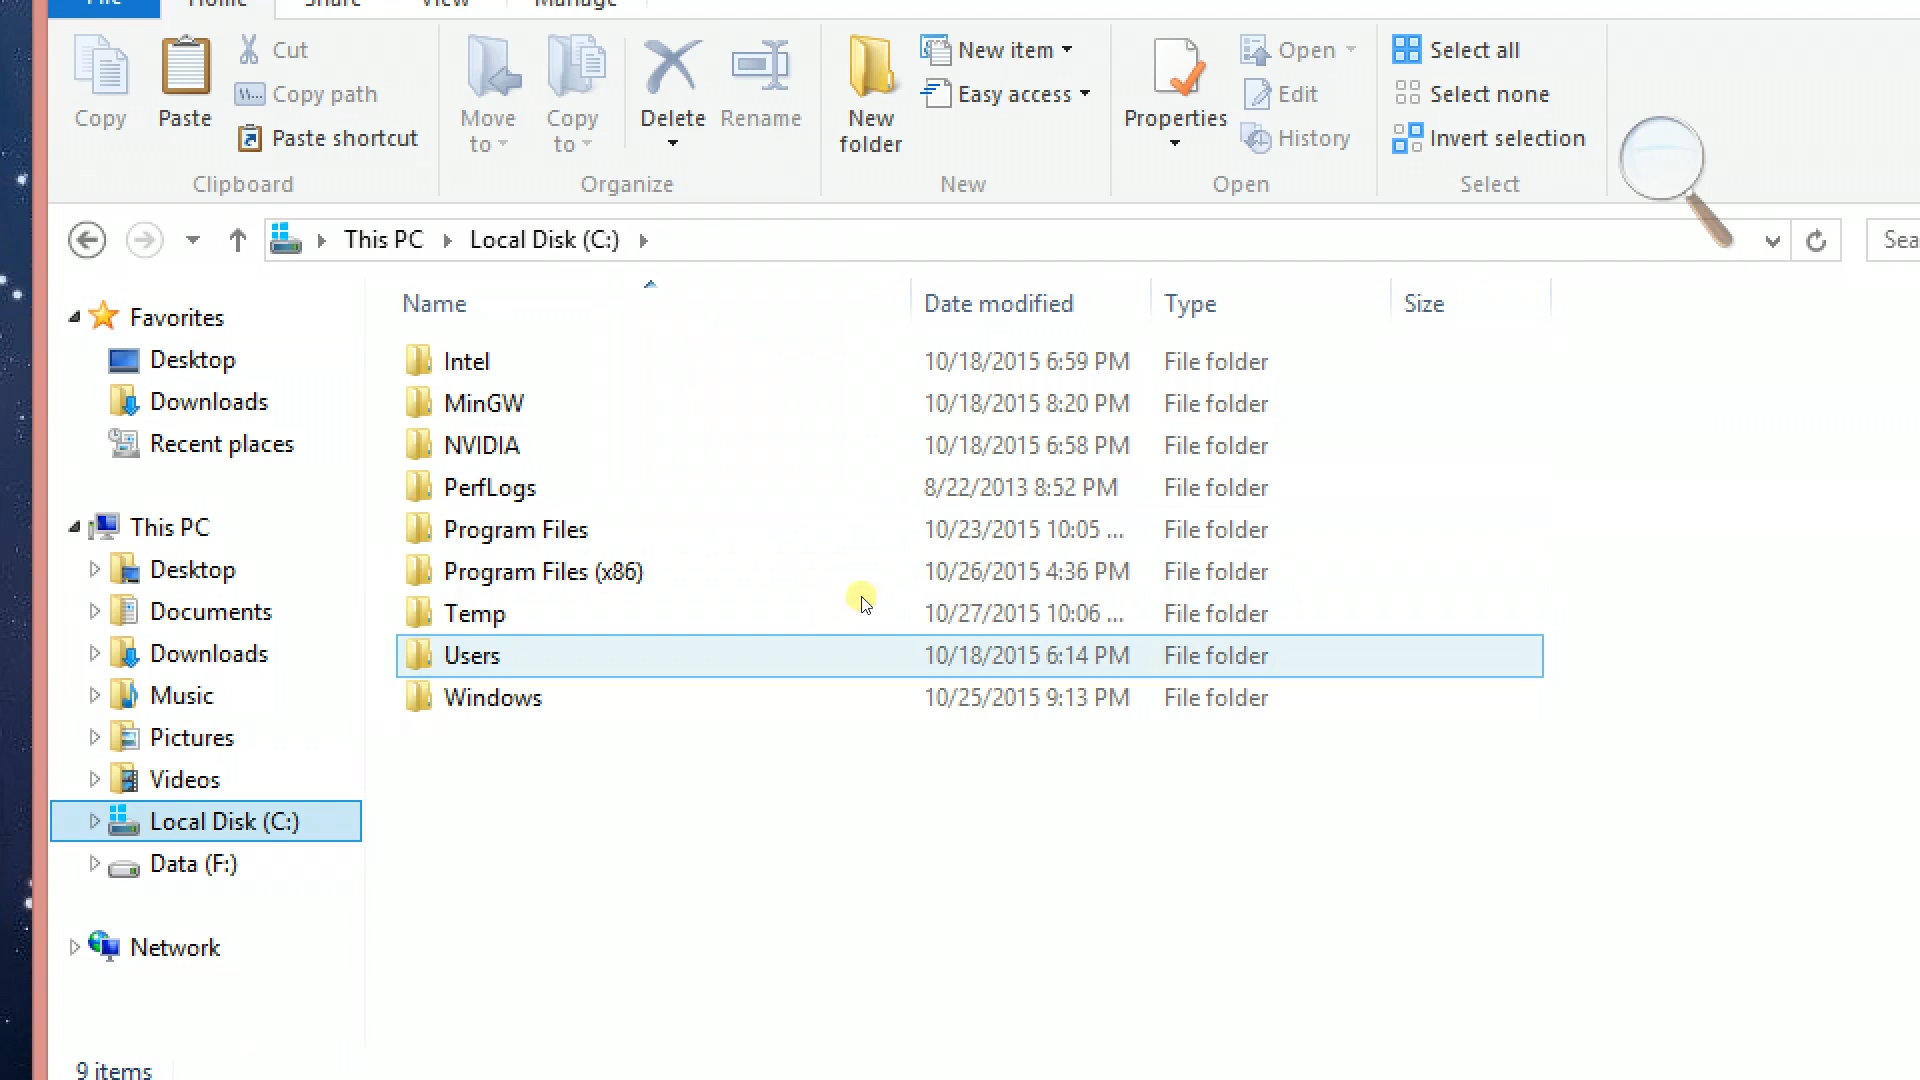 File Home Share View Manage
Copy
Paste
Cut
Copy path
Paste shortcut
Clipboard
Move to
Copy to
Delete
Rename
Organize
New folder
New item
Easy access
New
Properties
Open
Edit
History
Open
Select all
Select none
Invert selection
Select
This PC Local Disk (C:)
Sea
Favorites
Desktop
Downloads
Recent places
This PC
Desktop
Documents
Downloads
Music
Pictures
Videos
Local Disk (C:)
Data (F:)
Network
Name Date modified Type Size
Intel 10/18/2015 6:59 PM File folder
MinGW 10/18/2015 8:20 PM File folder
NVIDIA 10/18/2015 6:58 PM File folder
PerfLogs 8/22/2013 8:52 PM File folder
Program Files 10/23/2015 10:05 ... File folder
Program Files (x86) 10/26/2015 4:36 PM File folder
Temp 10/27/2015 10:06 ... File folder
Users 10/18/2015 6:14 PM File folder
Windows 10/25/2015 9:13 PM File folder
9 items